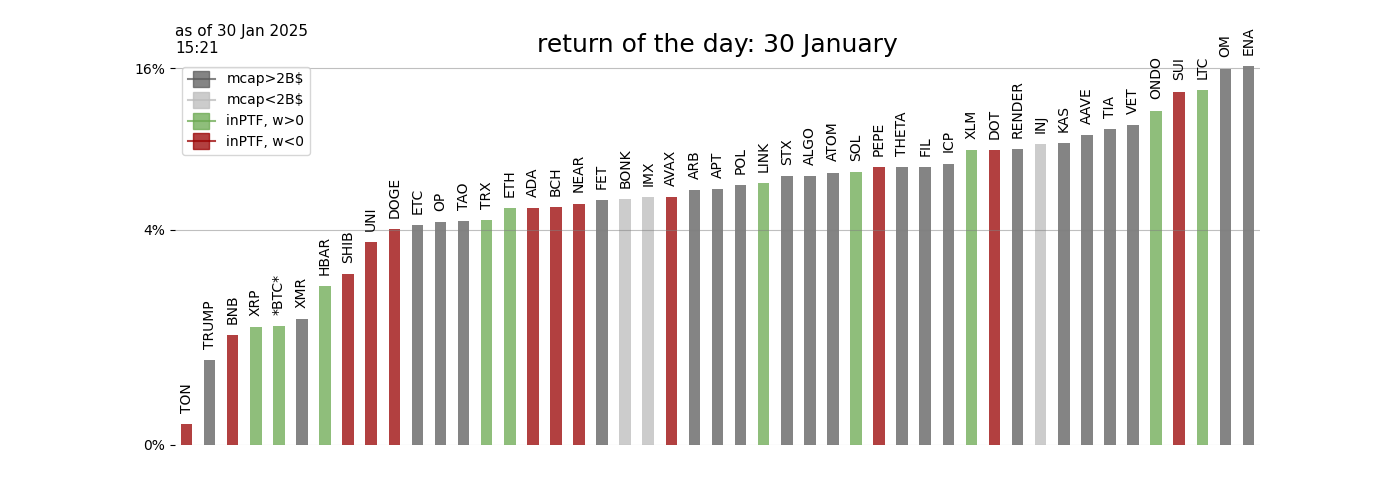 as of 30 Jan 2025
15:21
return of the day: 30 January
16%
4%
0%
mcap>2B$
mcap<2B$
inPTF, w>0
inPTF, w<0
TON
TRUMP
BNB
XRP
*BTC*
XMR
HBAR
SHIB
UNI
DOGE
ETC
OP
TAO
TRX
ETH
ADA
BCH
NEAR
FET
BONK
IMX
AVAX
ARB
APT
POL
LINK
STX
ALGO
ATOM
SOL
PEPE
THETA
FIL
ICP
XLM
DOT
RENDER
INJ
KAS
AAVE
TIA
VET
ONDO
SUI
LTC
OM
ENA